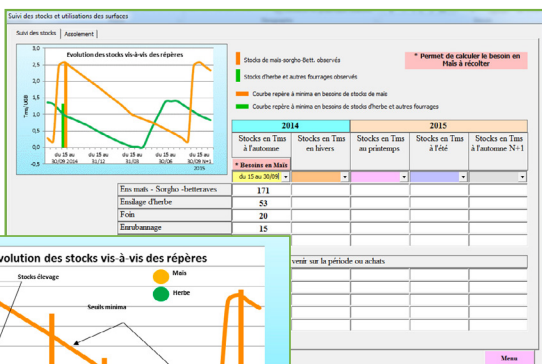 Suivi des stocks et utilisations des surfaces
Suivi des stocks
Assolement
Evolution des stocks vis-à-vis des répères
Tms/UGB
5,0
4,0
3,0
2,0
1,0
0,0
-0,5
du 15 au 30/09 2014
du 15 au 31/12
du 15 au 31/03
du 15 au 30/06
du 15 au 30/09 N+1 2015
Stocks de maïs-sorgho-Bett. observés
Stocks d'herbe et autres fourrages observés
Courbe repère à minima en besoins de stocks de maïs
Courbe repère à minima en besoins de stocks d'herbe et autres fourrages
* Permet de calculer le besoin en Maïs à récolter
2014
2015
Stocks en Tms à l'automne
Stocks en Tms en hivers
Stocks en Tms au printemps
Stocks en Tms à l'été
Stocks en Tms à l'automne N+1
* Besoins en Maïs
du 15 au 30/09
Ens maïs - Sorgho -betteraves
171
Ensilage d'herbe
53
Foin
20
Enrubannage
15
venir sur la période ou achats
volution des stocks vis-à-vis des répères
Stocks élevage
Maïs
Herbe
Seuils minima
Menu